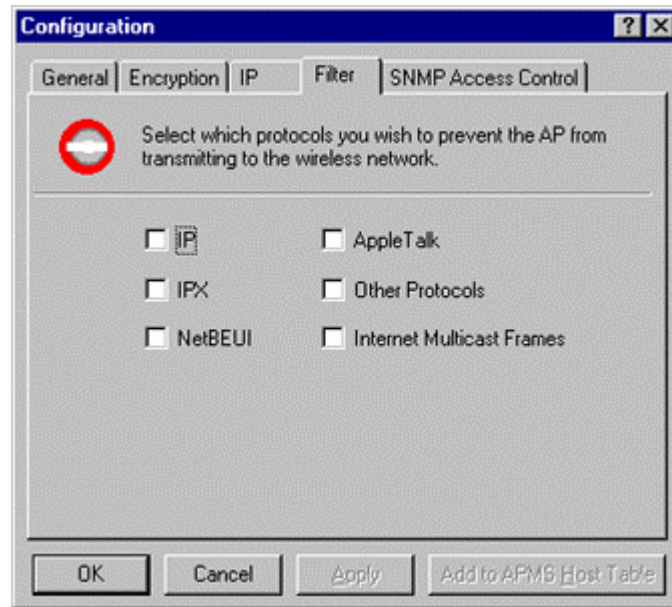 Configuration
General Encryption IP Filter SNMP Access Control
Select which protocols you wish to prevent the AP from
transmitting to the wireless network.
IP AppleTalk
IPX Other Protocols
NetBEUI Internet Multicast Frames
OK Cancel Apply Add to APMS Host Table